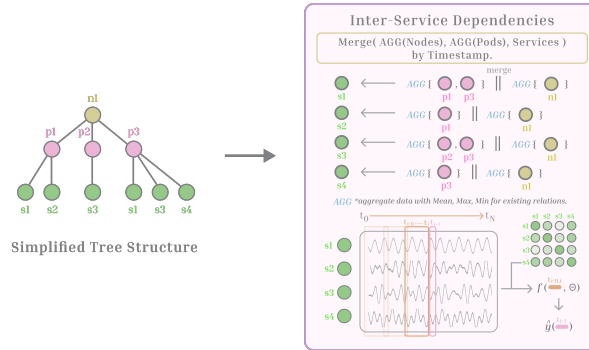 Inter-Service Dependencies
Merge( AGG(Nodes), AGG(Pods), Services )
by Timestamp.
merge
s1 AGG { p1 , p3 } || AGG { n1 }
s2 AGG { p1 } || AGG { n1 }
s3 AGG { p2 , p3 } || AGG { n1 }
s4 AGG { p3 } || AGG { n1 }
AGG *aggregate data with Mean, Max, Min for existing relations.
n1
p1 p2 p3
s1 s2 s3 s1 s3 s4
Simplified Tree Structure
t0 tN
s1
s2
s3
s4
s1 s2 s3 s4
s1
s2
s3
s4
f ( , Θ)
ŷ( )